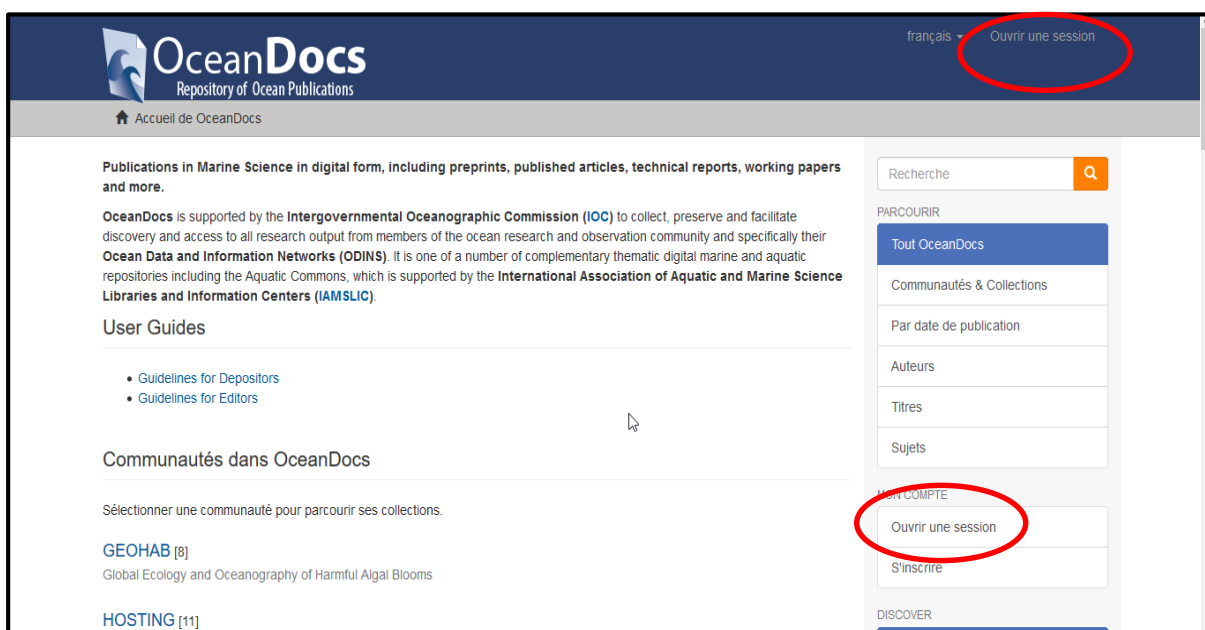 français
Ouvrir une session
OceanDocs
Repository of Ocean Publications
Accueil de OceanDocs
Publications in Marine Science in digital form, including preprints, published articles, technical reports, working papers
and more.
OceanDocs is supported by the Intergovernmental Oceanographic Commission (IOC) to collect, preserve and facilitate
discovery and access to all research output from members of the ocean research and observation community and specifically their
Ocean Data and Information Networks (ODINS). It is one of a number of complementary thematic digital marine and aquatic
repositories including the Aquatic Commons, which is supported by the International Association of Aquatic and Marine Science
Libraries and Information Centers (IAMSLIC).
User Guides
• Guidelines for Depositors
• Guidelines for Editors
Communautés dans OceanDocs
Sélectionner une communauté pour parcourir ses collections.
GEOHAB [8]
Global Ecology and Oceanography of Harmful Algal Blooms
HOSTING [11]
Recherche
PARCOURIR
Tout OceanDocs
Communautés & Collections
Par date de publication
Auteurs
Titres
Sujets
MON COMPTE
Ouvrir une session
S'inscrire
DISCOVER